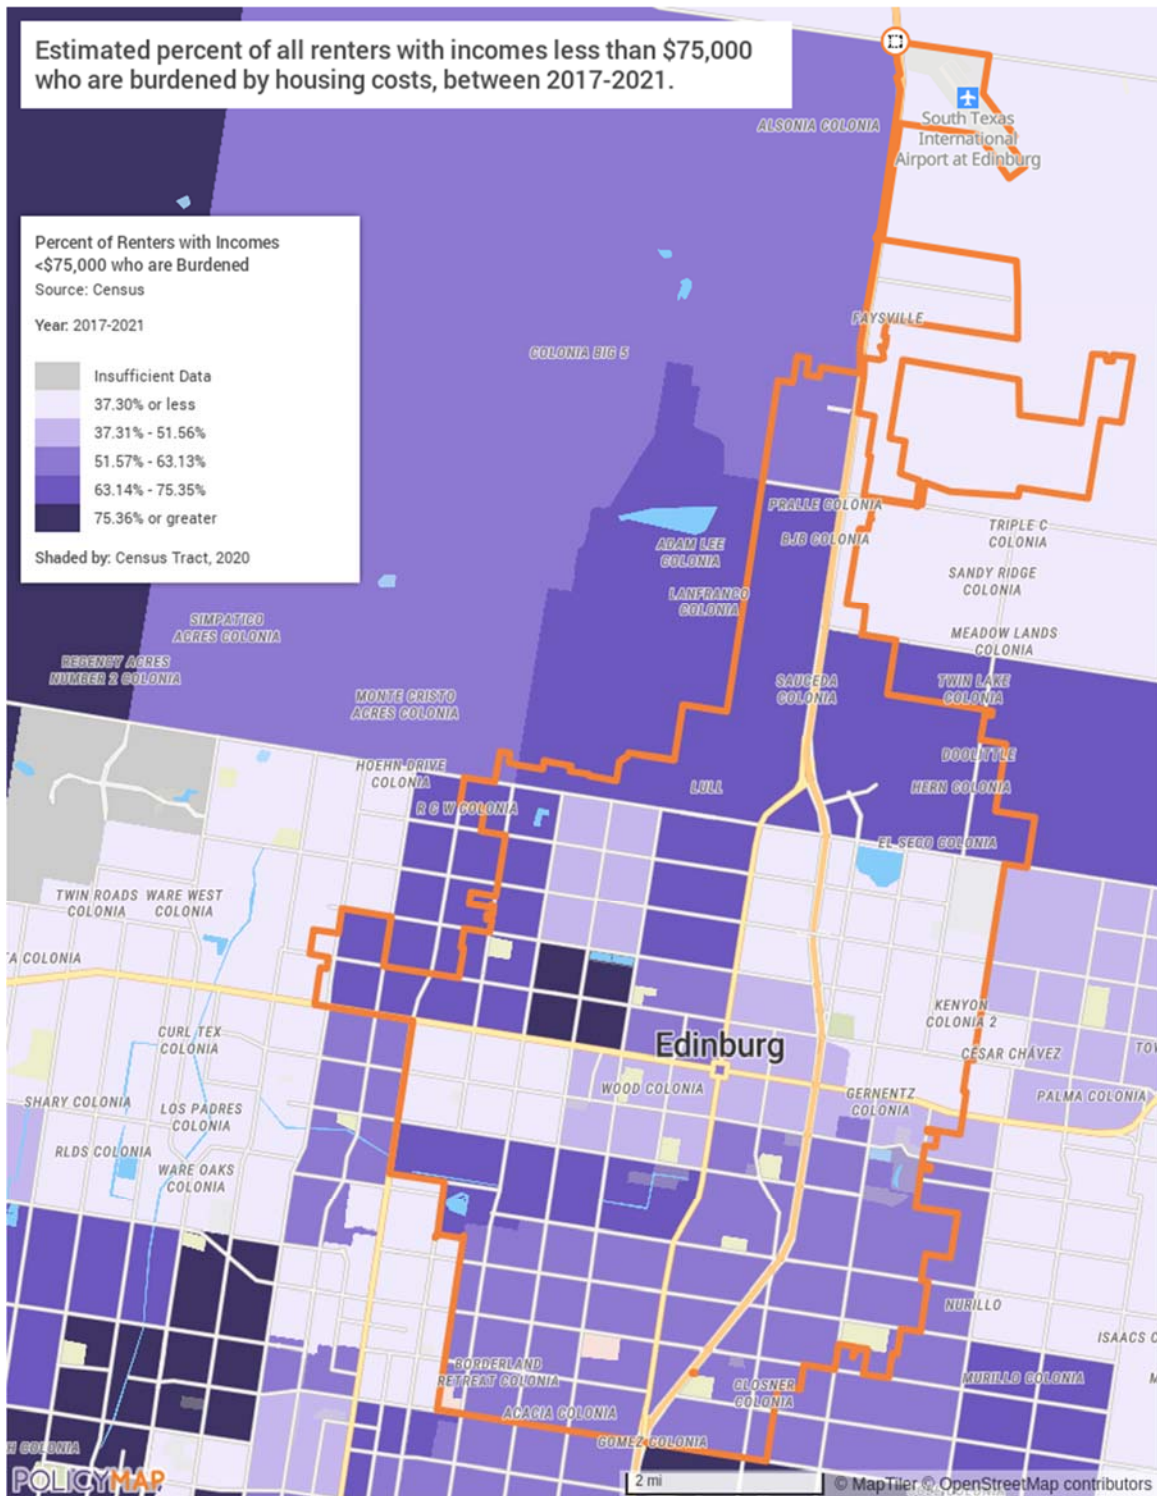 Estimated percent of all renters with incomes less than $75,000
who are burdened by housing costs, between 2017-2021.
ALSONIA COLONIA
South Texas
International
Airport at Edinburg
Percent of Renters with Incomes
<$75,000 who are Burdened
Source: Census
Year: 2017-2021
Insufficient Data
37.30% or less
37.31% - 51.56%
51.57% - 63.13%
63.14% - 75.35%
75.36% or greater
Shaded by: Census Tract, 2020
FAYSVILLE
COLONIA BIG 5
PRALLE COLONIA
BJB COLONIA
TRIPLE C
COLONIA
ADAM LEE
COLONIA
SANDY RIDGE
COLONIA
LANFRANCO
COLONIA
SIMPATICO
ACRES COLONIA
MEADOW LANDS
COLONIA
REGENCY ACRES
NUMBER 2 COLONIA
SAUCEDA
COLONIA
TWIN LAKE
COLONIA
MONTE CRISTO
ACRES COLONIA
DOOLITTLE
HOEHN DRIVE
COLONIA
LULL
HERN COLONIA
R C W COLONIA
EL SECO COLONIA
TWIN ROADS
COLONIA
WARE WEST
COLONIA
TA COLONIA
KENYON
COLONIA 2
CURL TEX
COLONIA
Edinburg
CÉSAR CHÁVEZ
TOW
WOOD COLONIA
GERNENTZ
COLONIA
PALMA COLONIA
SHARY COLONIA
LOS PADRES
COLONIA
RLDS COLONIA
WARE OAKS
COLONIA
NURILLO
ISAACS C
BORDERLAND
RETREAT COLONIA
CLOSNER
COLONIA
MURILLO COLONIA
M
ACACIA COLONIA
GOMEZ COLONIA
H COLONIA
POLICYMAP
2 mi
© MapTiler © OpenStreetMap contributors